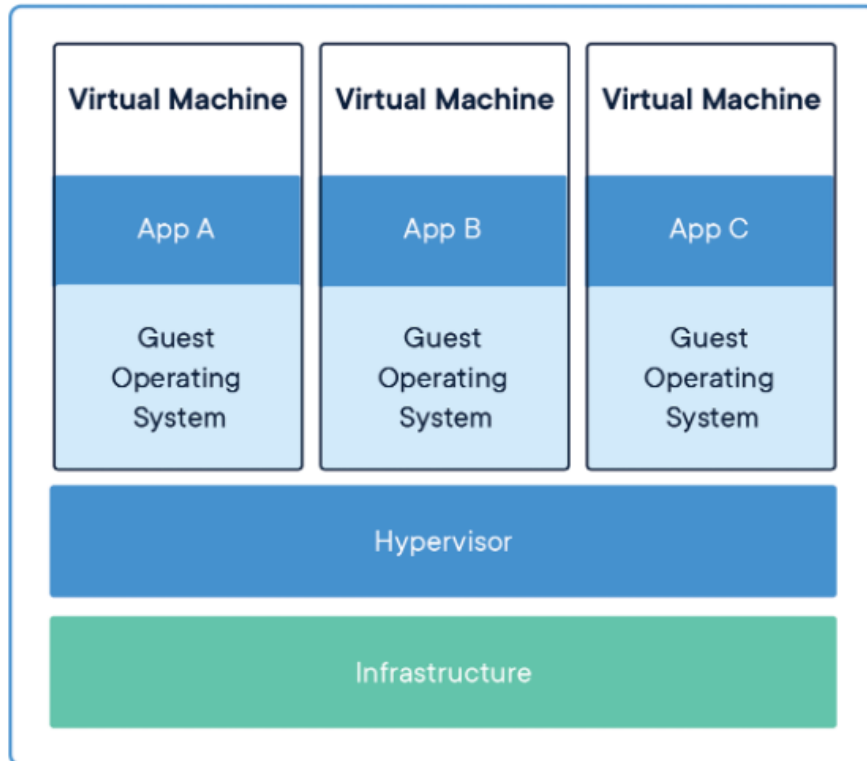 Virtual Machine
Virtual Machine
Virtual Machine
App A
App B
App C
Guest
Operating
System
Guest
Operating
System
Guest
Operating
System
Hypervisor
Infrastructure